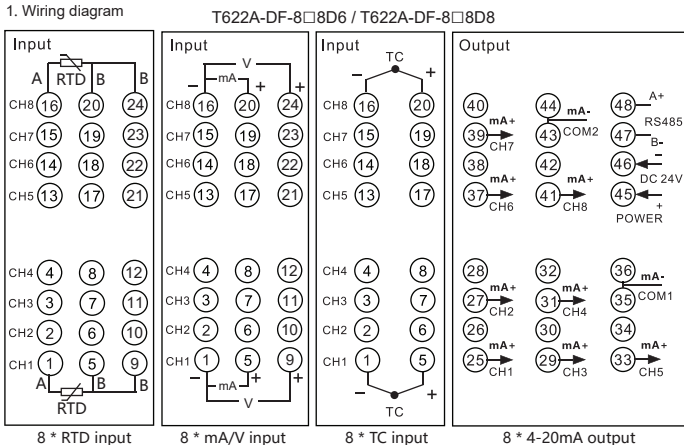 1. Wiring diagram
T622A-DF-8□8D6 / T622A-DF-8□8D8
Input
A RTD B B
CH8 16 20 24
CH7 15 19 23
CH6 14 18 22
CH5 13 17 21
CH4 4 8 12
CH3 3 7 11
CH2 2 6 10
CH1 1 5 9
A B B
RTD
8 * RTD input
Input
V
− mA + +
CH8 16 20 24
CH7 15 19 23
CH6 14 18 22
CH5 13 17 21
CH4 4 8 12
CH3 3 7 11
CH2 2 6 10
CH1 1 5 9
− mA + +
V
8 * mA/V input
Input
TC
− +
CH8 16 20
CH7 15 19
CH6 14 18
CH5 13 17
CH4 4 8
CH3 3 7
CH2 2 6
CH1 1 5
− +
TC
8 * TC input
Output
40 44 mA- 48 A+
RS485
39 mA+ CH7 43 COM2 47 B-
38 42 46 −
DC 24V
37 mA+ CH6 41 mA+ CH8 45 +
POWER
28 32 36 mA-
27 mA+ CH2 31 mA+ CH4 35 COM1
26 30 34
25 mA+ CH1 29 mA+ CH3 33 mA+ CH5
8 * 4-20mA output